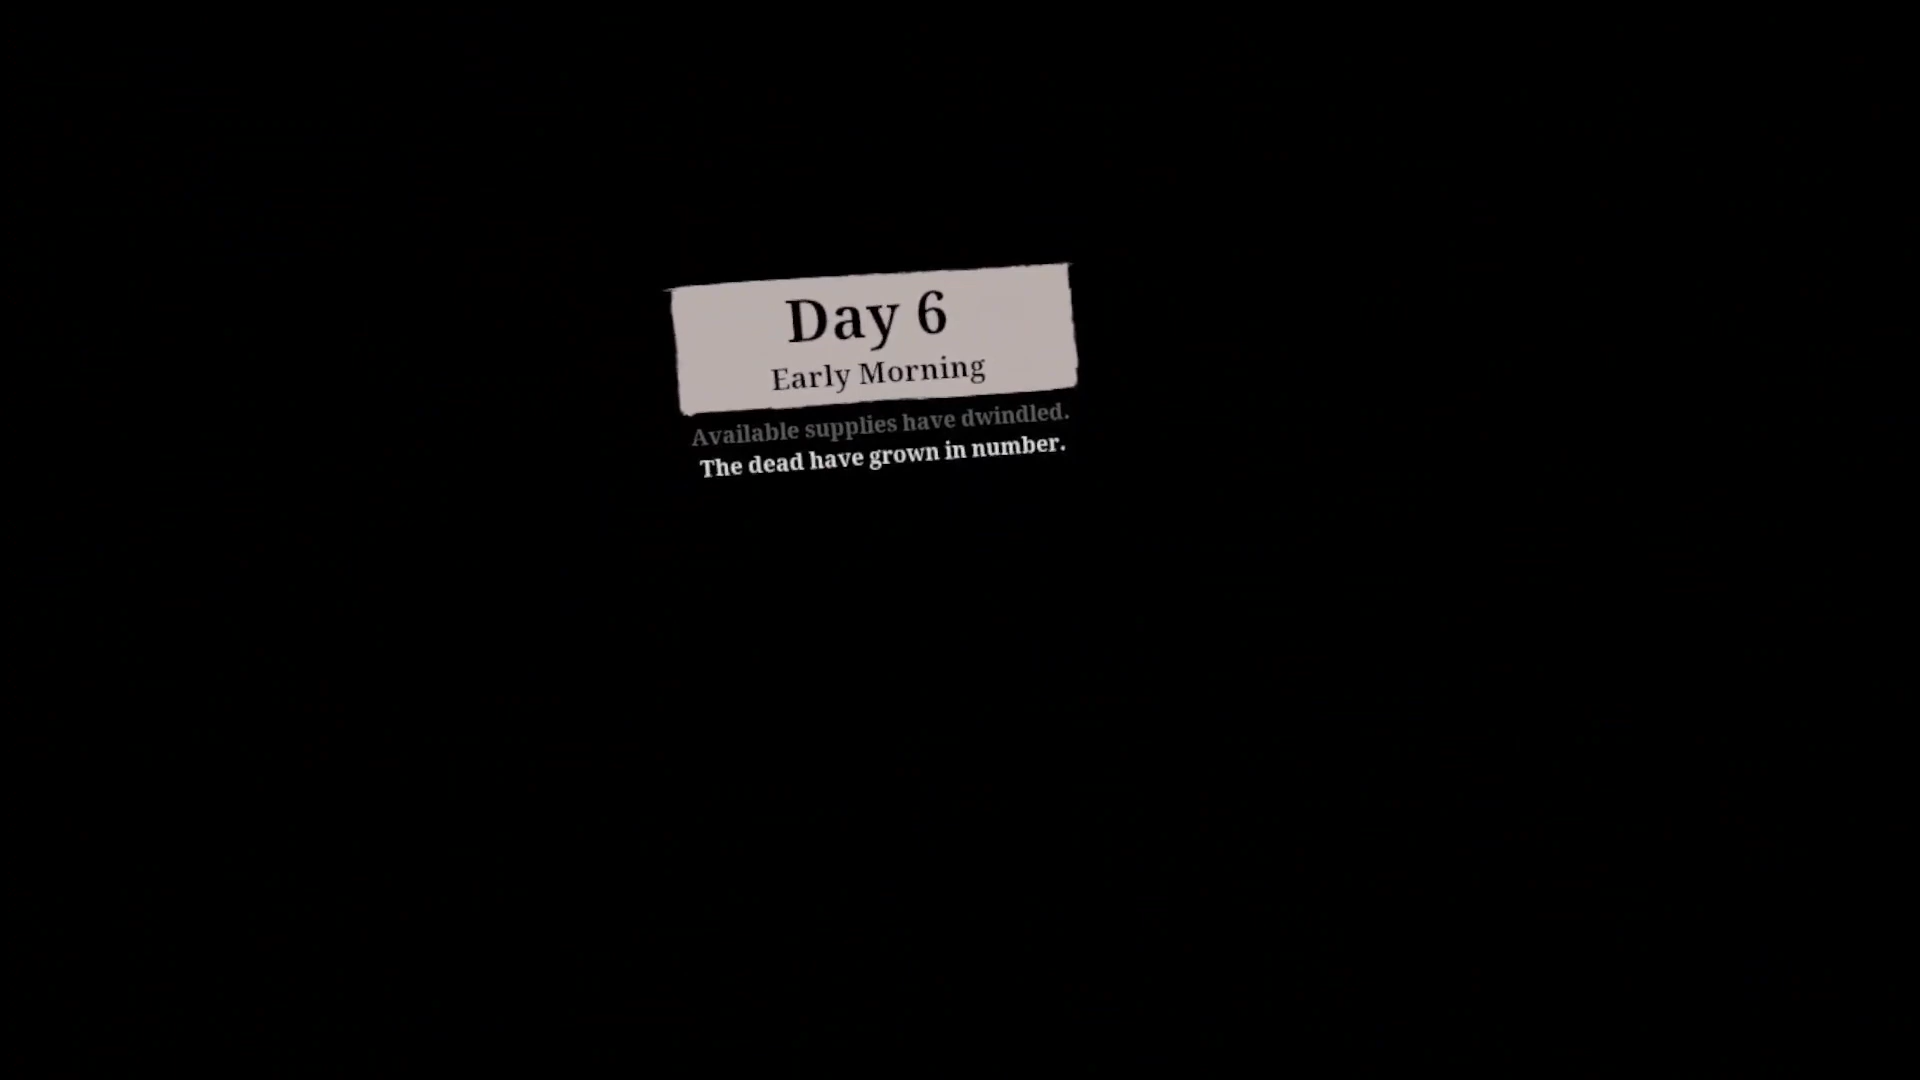 Day 6
Early Morning
Available supplies have dwindled.
The dead have grown in number.